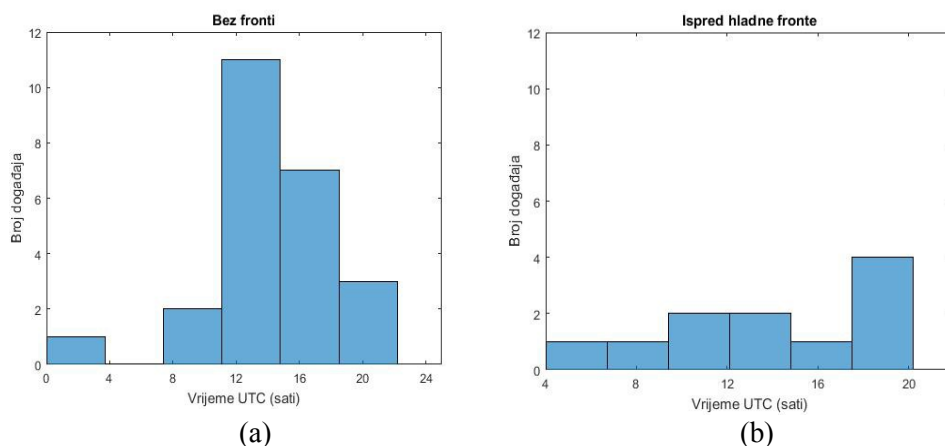 Bez fronti
12
10
8
6
4
2
0
0 4 8 12 16 20 24
Broj događaja
Vrijeme UTC (sati)
(a)
Ispred hladne fronte
12
10
8
6
4
2
0
4 8 12 16 20
Broj događaja
Vrijeme UTC (sati)
(b)